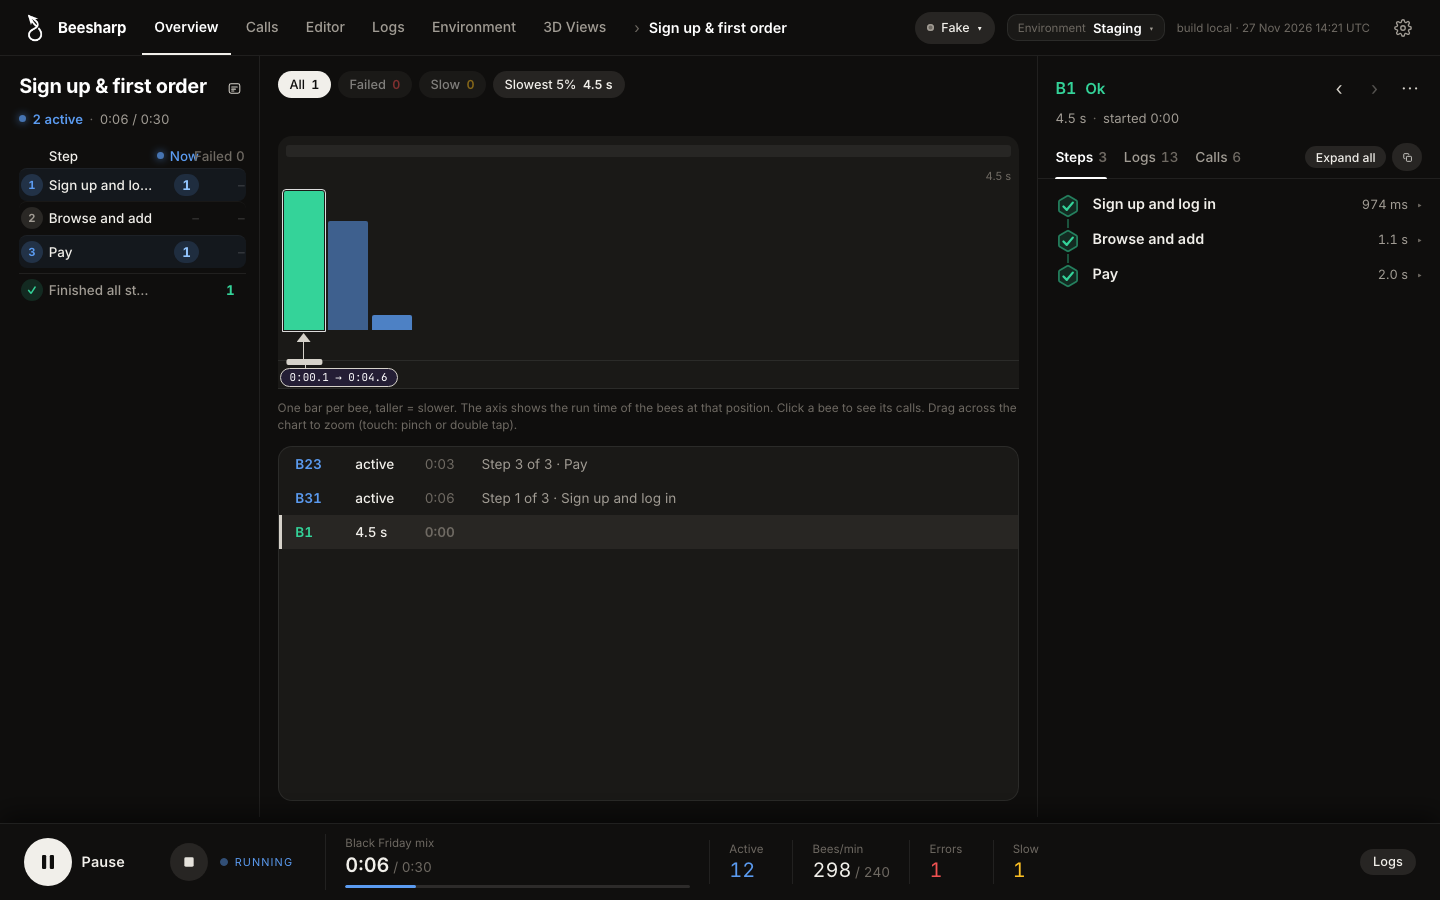 Beesharp
Overview
Calls
Editor
Logs
Environment
3D Views
› Sign up & first order
Fake
Environment Staging
build local · 27 Nov 2026 14:21 UTC
Sign up & first order
2 active · 0:06 / 0:30
Step Now Failed 0
1 Sign up and lo... 1 –
2 Browse and add – –
3 Pay 1 –
Finished all st... 1
All 1
Failed 0
Slow 0
Slowest 5% 4.5 s
4.5 s
0:00.1 → 0:04.6
One bar per bee, taller = slower. The axis shows the run time of the bees at that position. Click a bee to see its calls. Drag across the
chart to zoom (touch: pinch or double tap).
B23 active 0:03 Step 3 of 3 · Pay
B31 active 0:06 Step 1 of 3 · Sign up and log in
B1 4.5 s 0:00
B1 Ok
4.5 s · started 0:00
Steps 3
Logs 13
Calls 6
Expand all
Sign up and log in 974 ms
Browse and add 1.1 s
Pay 2.0 s
Pause
RUNNING
Black Friday mix
0:06 / 0:30
Active
12
Bees/min
298 / 240
Errors
1
Slow
1
Logs